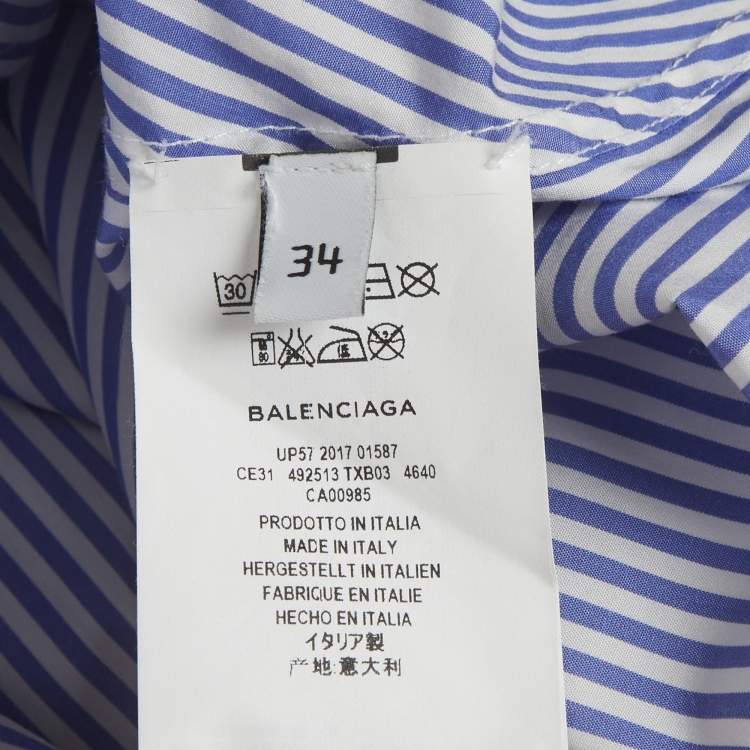 34
30
BALENCIAGA
UP57 2017 01587
CE31 492513 TXB03 4640
CA00985
PRODOTTO IN ITALIA
MADE IN ITALY
HERGESTELLT IN ITALIEN
FABRIQUE EN ITALIE
HECHO EN ITALIA
イタリア製
产地:意大利